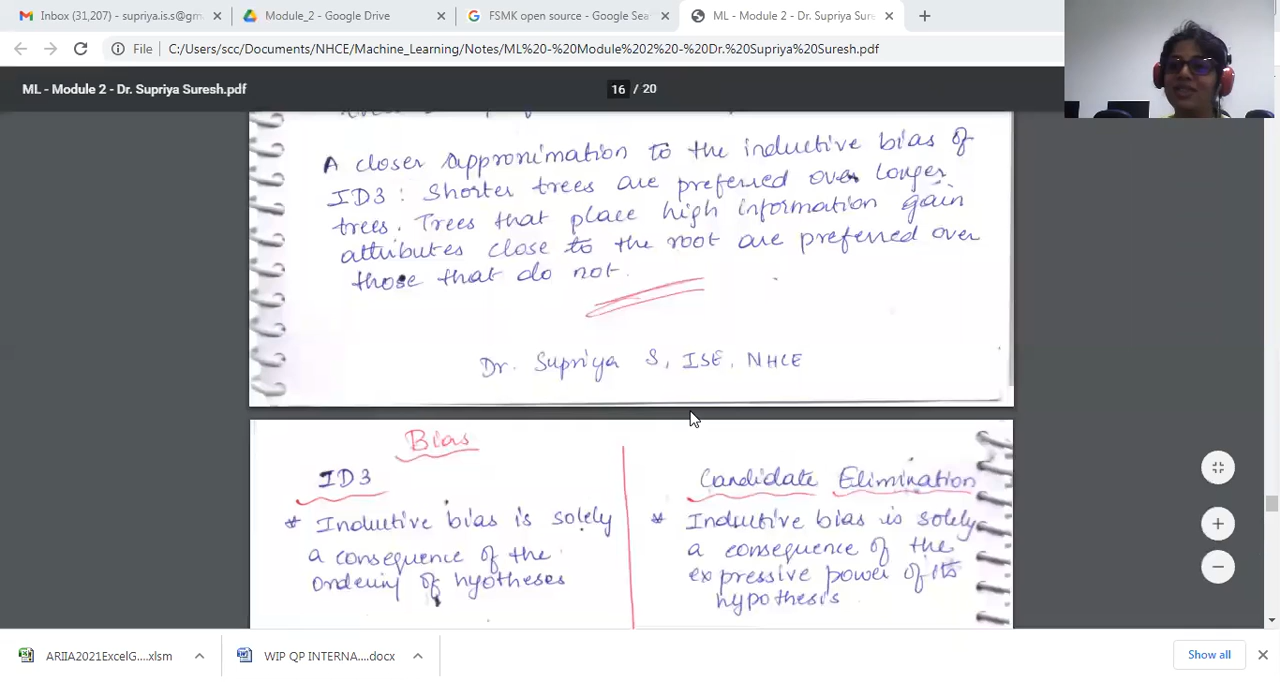 Inbox (31,207) - supriya.is.s@gm
Module_2 - Google Drive
FSMK open source - Google Sea
ML - Module 2 - Dr. Supriya Sure
File
C:/Users/scc/Documents/NHCE/Machine_Learning/Notes/ML%20-%20Module%202%20-%20Dr.%20Supriya%20Suresh.pdf
ML - Module 2 - Dr. Supriya Suresh.pdf
16 / 20
A closer approximation to the inductive bias of
ID3 : Shorter trees are preferred over longer
trees. Trees that place high information gain
attributes close to the root are preferred over
those that do not.
Dr. Supriya S, ISE, NHCE
Bias
ID3
* Inductive bias is solely
a consequence of the
ordering of hyotheses
Candidate Elimination
* Inductive bias is solely
a consequence of the
expressive power of its
hypothesis
ARIIA2021ExcelG....xlsm
WIP QP INTERNA....docx
Show all